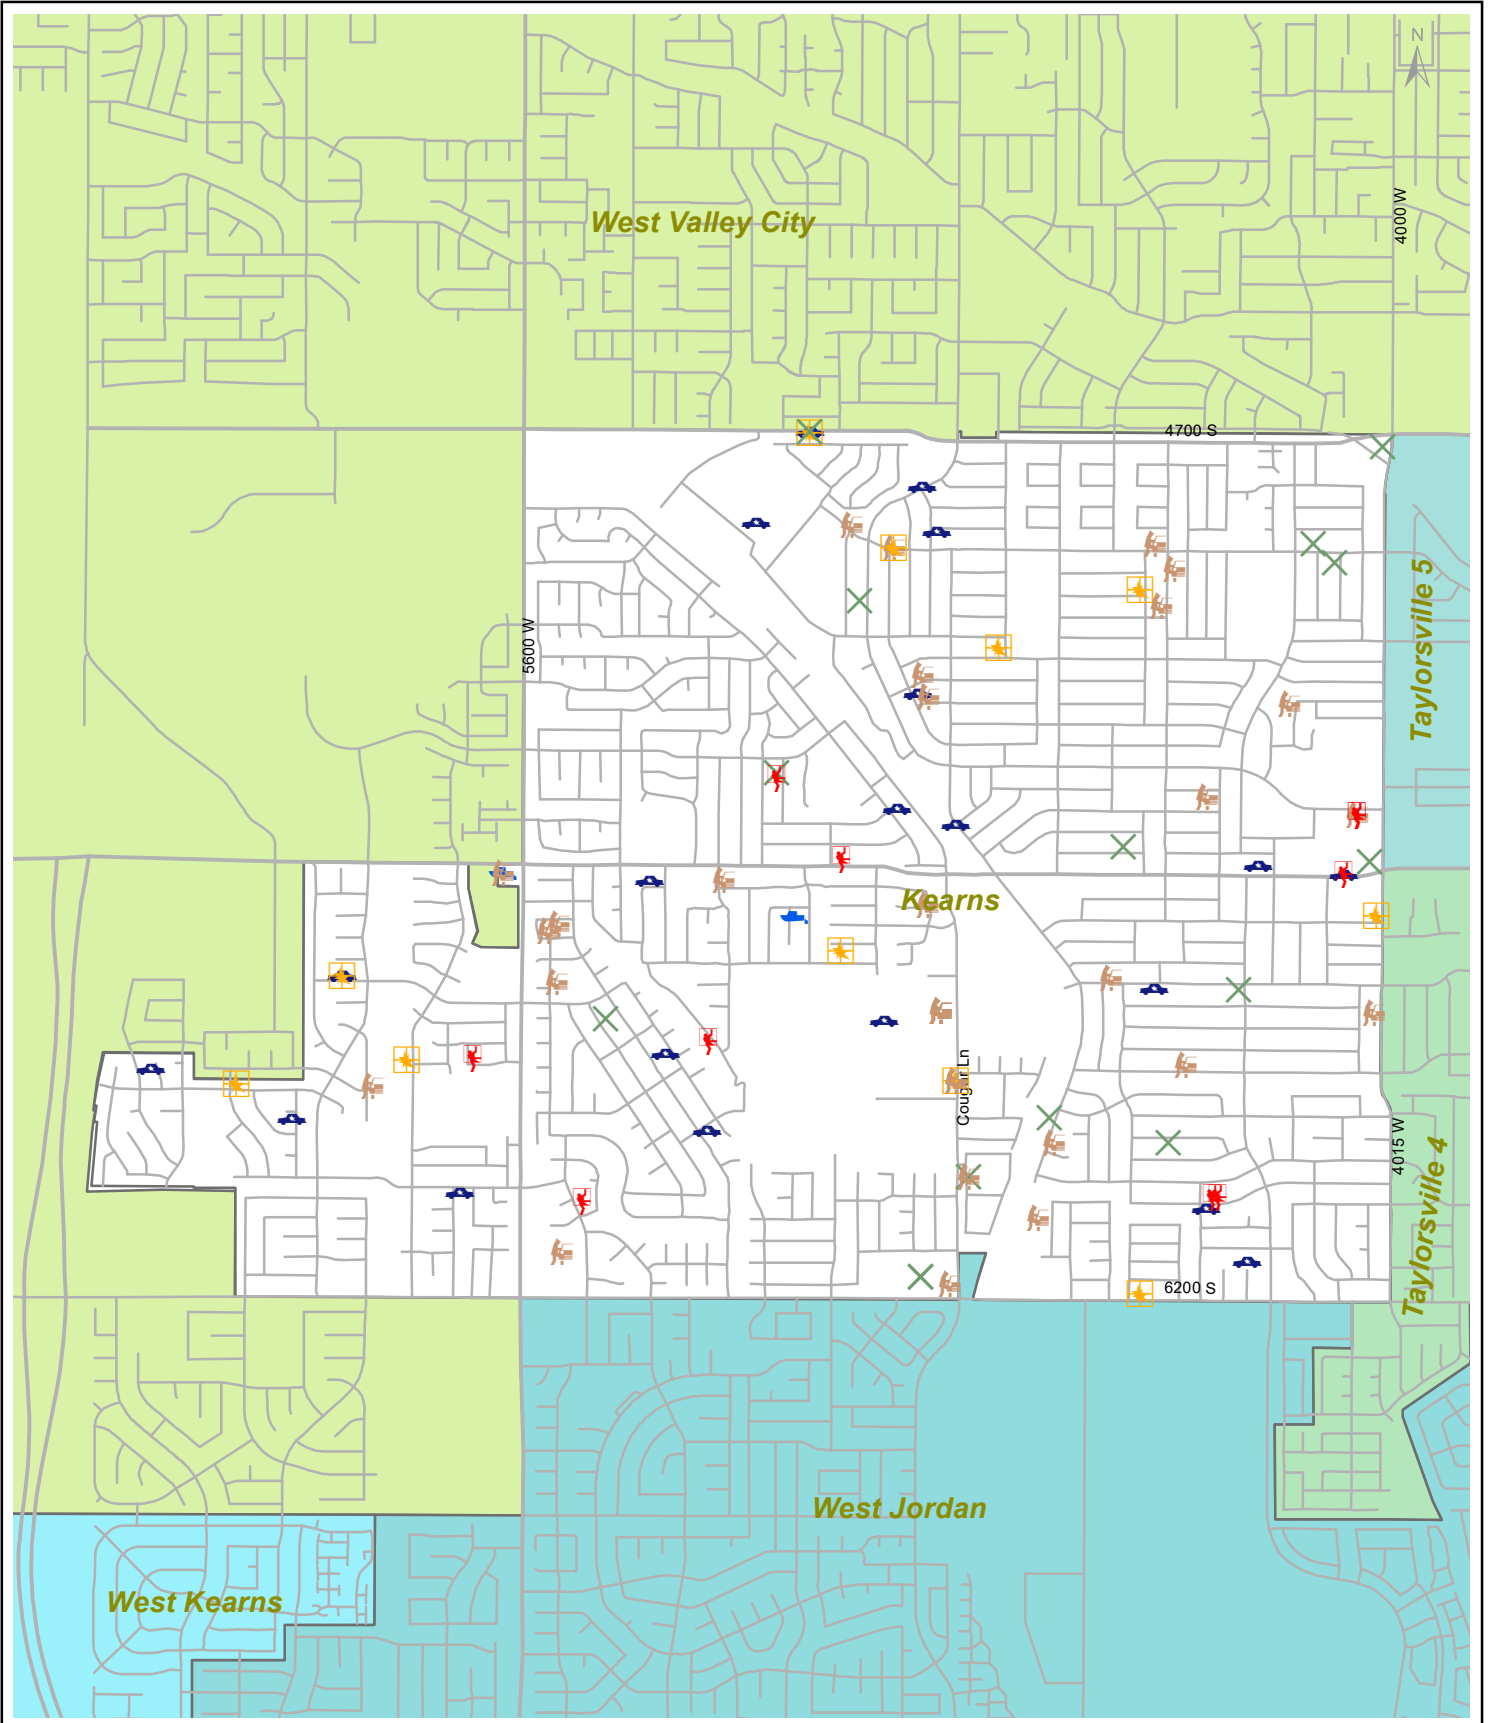 N
4000 W
West Valley City
4700 S
Taylorsville 5
5600 W
Kearns
Cougar Ln
4015 W
Taylorsville 4
6200 S
West Jordan
West Kearns